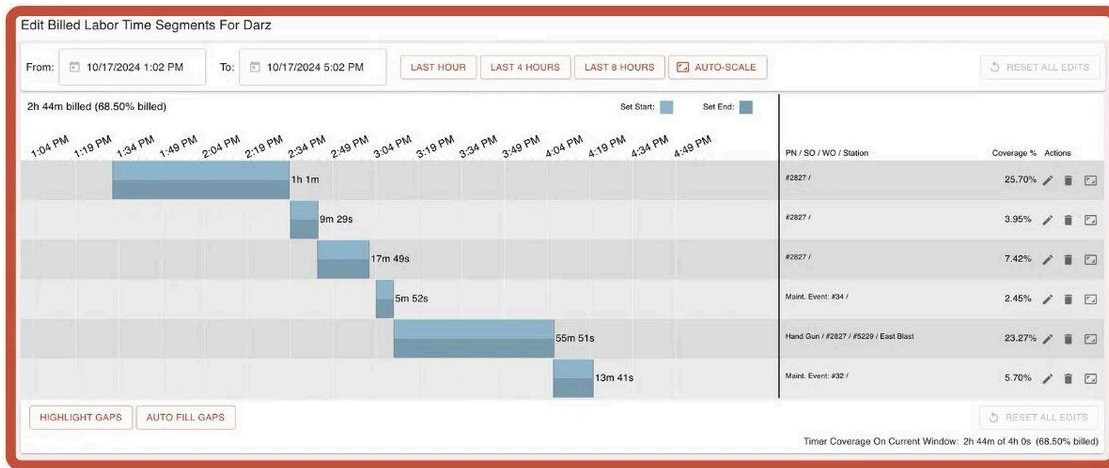 Edit Billed Labor Time Segments For Darz
From: 10/17/2024 1:02 PM To: 10/17/2024 5:02 PM LAST HOUR LAST 4 HOURS LAST 8 HOURS AUTO-SCALE RESET ALL EDITS
2h 44m billed (68.50% billed) Set Start: Set End:
1:04 PM 1:19 PM 1:34 PM 1:49 PM 2:04 PM 2:19 PM 2:34 PM 2:49 PM 3:04 PM 3:19 PM 3:34 PM 3:49 PM 4:04 PM 4:19 PM 4:34 PM 4:49 PM
PN / SO / WO / Station Coverage % Actions
1h 1m #2827 / 25.70%
9m 29s #2827 / 3.95%
17m 49s #2827 / 7.42%
5m 52s Maint. Event: #34 / 2.45%
55m 51s Hand Gun / #2827 / #5229 / East Blast 23.27%
13m 41s Maint. Event: #32 / 5.70%
HIGHLIGHT GAPS AUTO FILL GAPS RESET ALL EDITS
Timer Coverage On Current Window: 2h 44m of 4h 0s (68.50% billed)